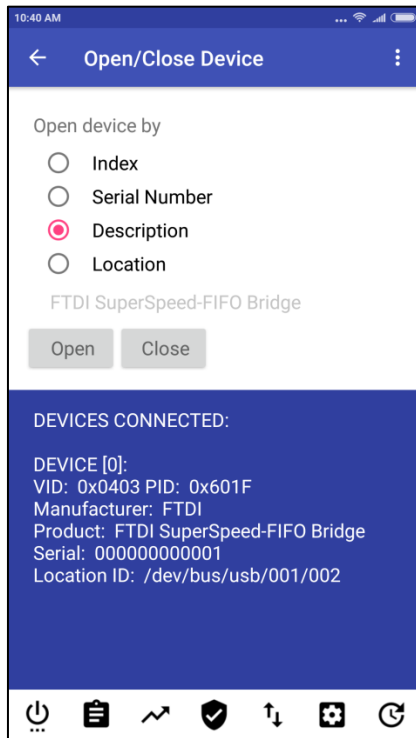 10:40 AM
Open/Close Device
Open device by
Index
Serial Number
Description
Location
FTDI SuperSpeed-FIFO Bridge
Open Close
DEVICES CONNECTED:
DEVICE [0]:
VID: 0x0403 PID: 0x601F
Manufacturer: FTDI
Product: FTDI SuperSpeed-FIFO Bridge
Serial: 000000000001
Location ID: /dev/bus/usb/001/002